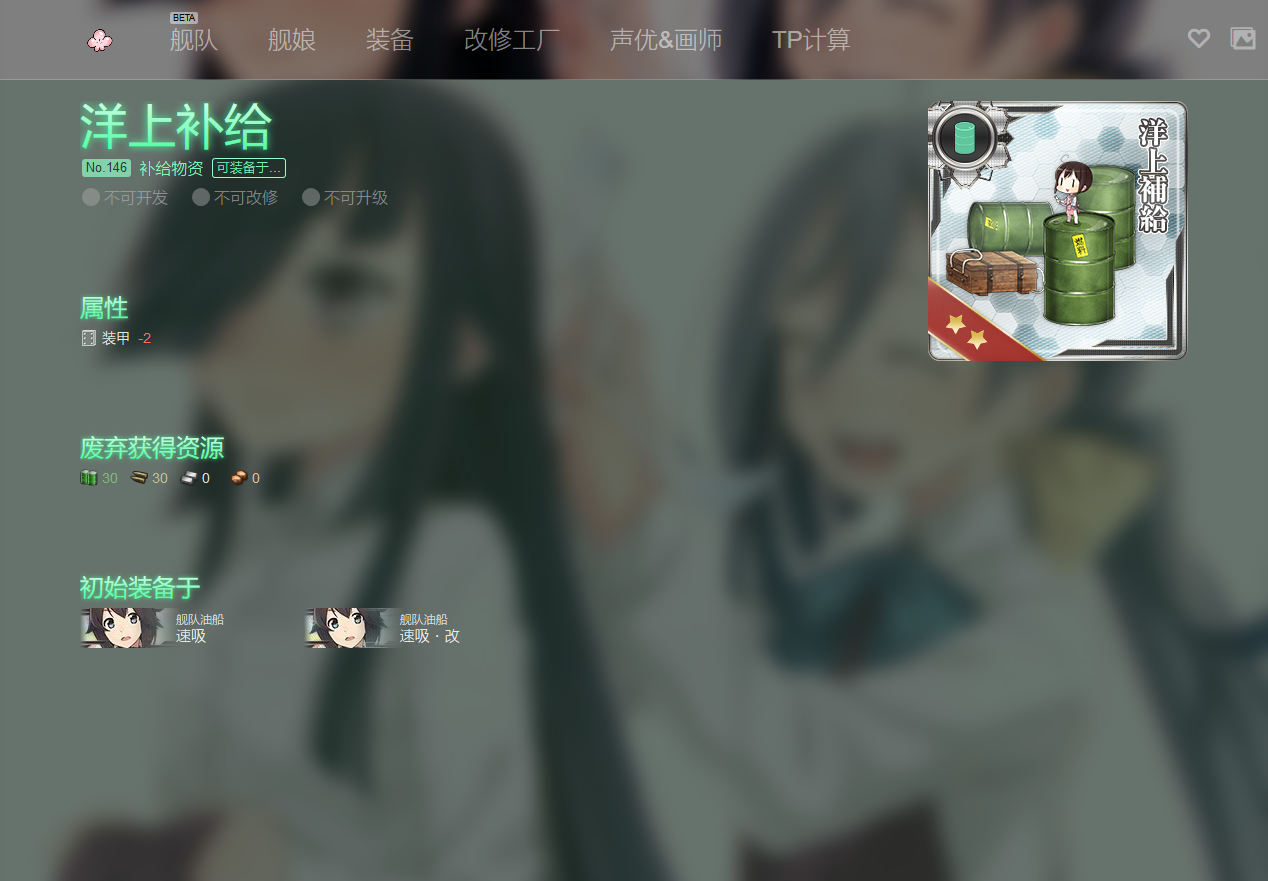 BETA
舰队 舰娘 装备 改修工厂 声优&画师 TP计算
洋上补给
No.146 补给物资 可装备于...
不可开发 不可改修 不可升级
洋上補給
燃料
属性
装甲 -2
废弃获得资源
30 30 0 0
初始装备于
舰队油船
速吸
舰队油船
速吸 · 改